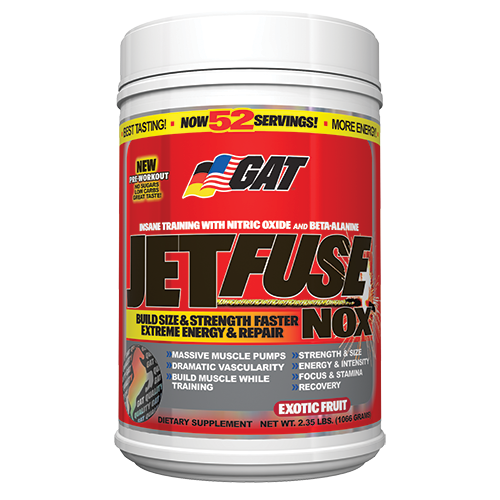 BEST TASTING! • NOW 52 SERVINGS! • MORE ENERGY!
GAT
NEW
PRE-WORKOUT
NO SUGARS
LOW CARBS
GREAT TASTE!
INSANE TRAINING WITH NITRIC OXIDE AND BETA-ALANINE
JETFUSE
NOX
BUILD SIZE & STRENGTH FASTER
EXTREME ENERGY & REPAIR
»MASSIVE MUSCLE PUMPS
»DRAMATIC VASCULARITY
»BUILD MUSCLE WHILE
TRAINING
»STRENGTH & SIZE
»ENERGY & INTENSITY
»FOCUS & STAMINA
»RECOVERY
GAT
EXOTIC FRUIT
DIETARY SUPPLEMENT NET WT. 2.35 LBS. (1066 GRAMS)